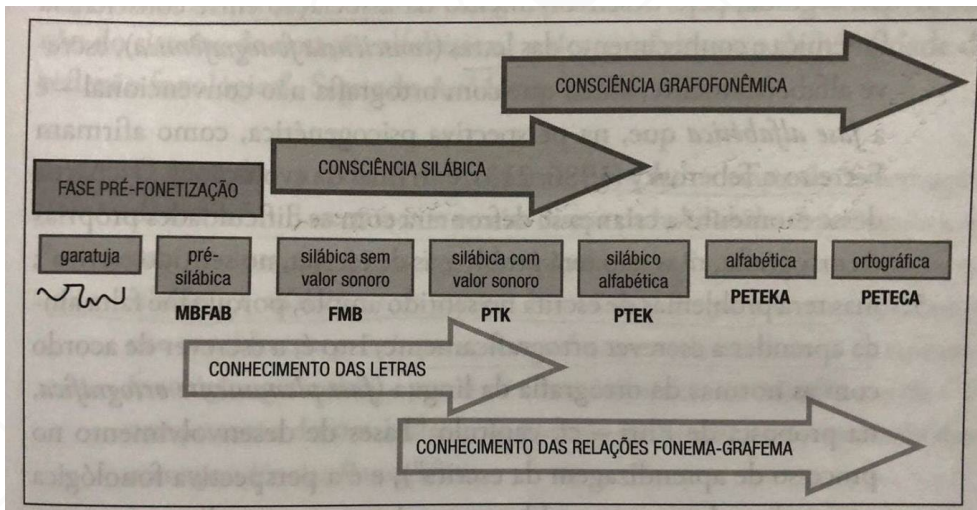 CONSCIÊNCIA GRAFOFONÊMICA
CONSCIÊNCIA SILÁBICA
FASE PRÉ-FONETIZAÇÃO
garatuja
pré-
silábica
silábica sem
valor sonoro
silábica com
valor sonoro
silábico
alfabética
alfabética
ortográfica
MBFAB
FMB
PTK
PTEK
PETEKA
PETECA
CONHECIMENTO DAS LETRAS
CONHECIMENTO DAS RELAÇÕES FONEMA-GRAFEMA